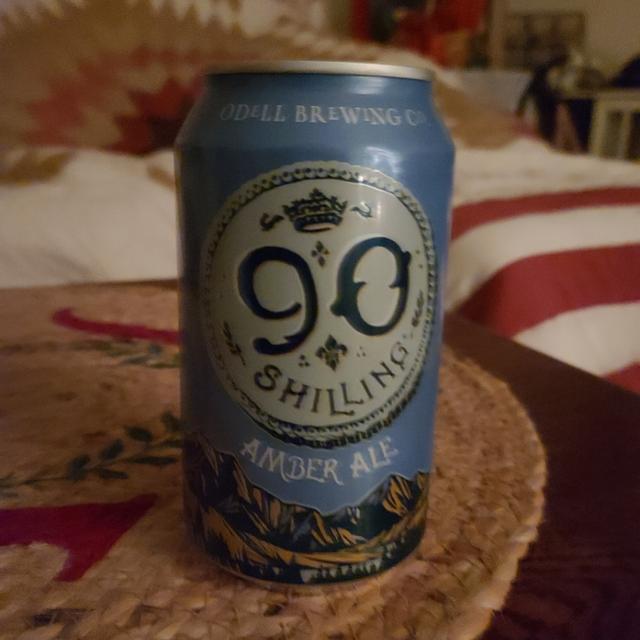 ODELL BREWING CO
90
SHILLING
AMBER ALE